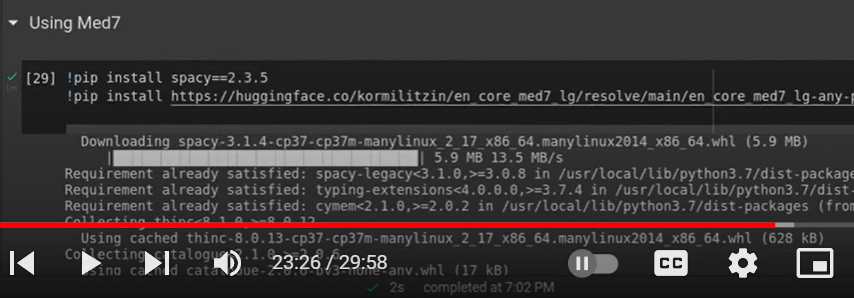 Using Med7
[29] !pip install spacy==2.3.5
!pip install https://huggingface.co/kormilitzin/en_core_med7_lg/resolve/main/en_core_med7_lg-any-p
Downloading spacy-3.1.4-cp37-cp37m-manylinux_2_17_x86_64.manylinux2014_x86_64.whl (5.9 MB)
5.9 MB 13.5 MB/s
Requirement already satisfied: spacy-legacy<3.1.0,>=3.0.8 in /usr/local/lib/python3.7/dist-package
Requirement already satisfied: typing-extensions<4.0.0.0,>=3.7.4 in /usr/local/lib/python3.7/dist-
Requirement already satisfied: cymem<2.1.0,>=2.0.2 in /usr/local/lib/python3.7/dist-packages (from
Collecting thinc<8.1.0,>=8.0.12
Using cached thinc-8.0.13-cp37-cp37m-manylinux_2_17_x86_64.manylinux2014_x86_64.whl (628 kB)
23:26 / 29:58
CC
Using cached catalogue-2.0.6-py3-none-any.whl (17 kB)
2s completed at 7:02 PM